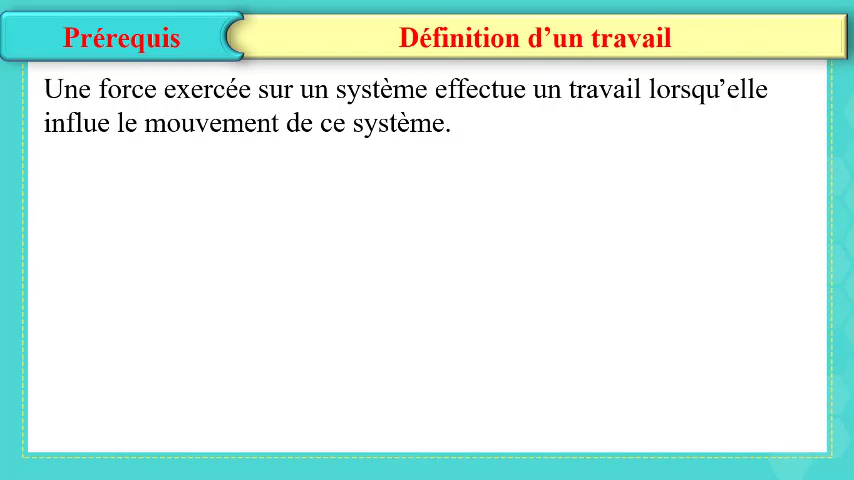 Prérequis
Définition d’un travail
Une force exercée sur un système effectue un travail lorsqu’elle
influe le mouvement de ce système.